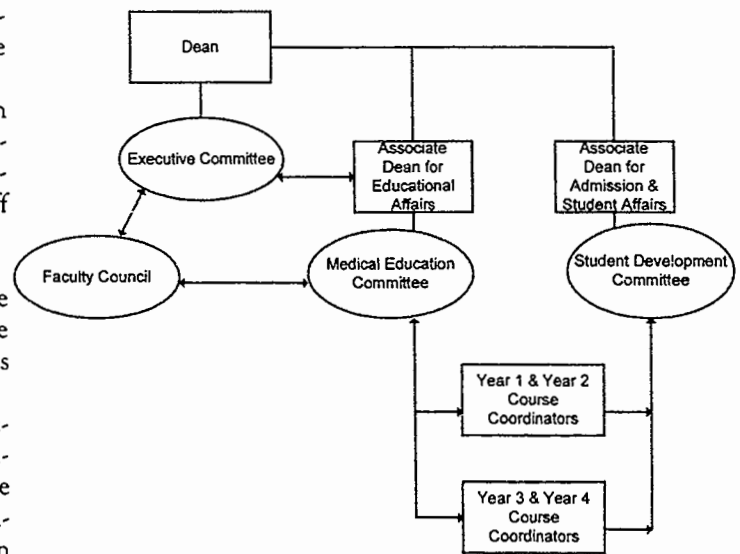 Dean
Executive Committee
Associate
Dean for
Educational
Affairs
Associate
Dean for
Admission &
Student Affairs
Faculty Council
Medical Education
Committee
Student Development
Committee
Year 1 & Year 2
Course
Coordinators
Year 3 & Year 4
Course
Coordinators